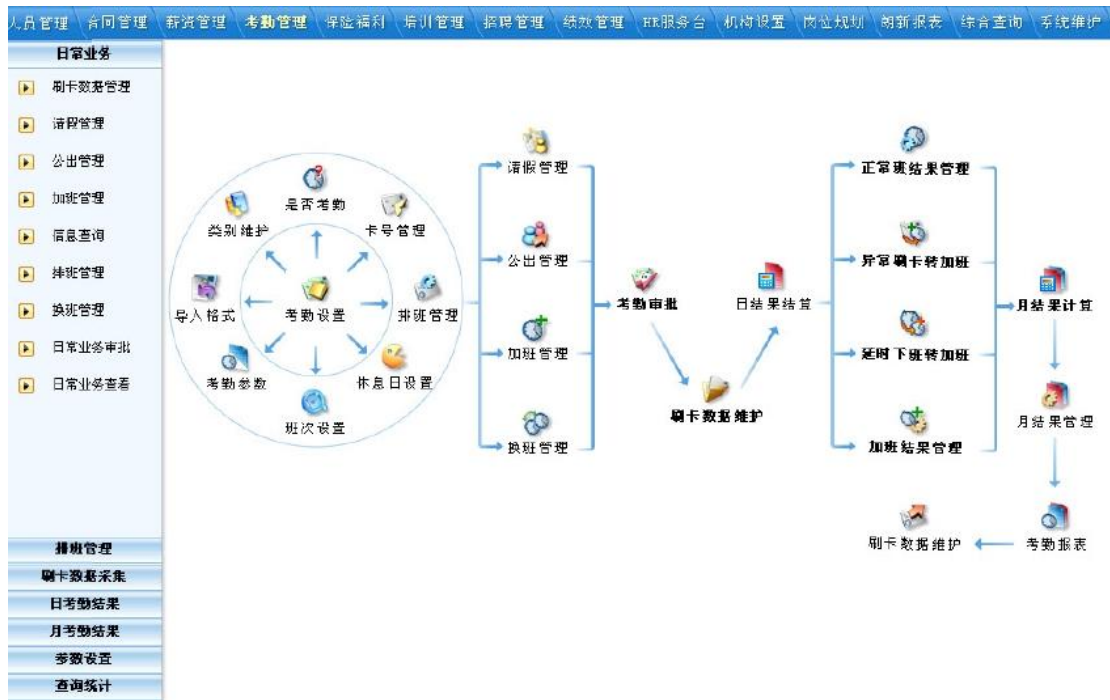 人员管理 合同管理 薪资管理 考勤管理 保险福利 培训管理 招聘管理 绩效管理 HR服务台 机构设置 岗位规划 朗新报表 综合查询 系统维护
日常业务
刷卡数据管理
请假管理
公出管理
加班管理
信息查询
排班管理
换班管理
日常业务审批
日常业务查看
排班管理
刷卡数据采集
日考勤结果
月考勤结果
参数设置
查询统计
是否考勤
类别维护
卡号管理
导入格式
考勤设置
排班管理
考勤参数
休息日设置
班次设置
请假管理
公出管理
加班管理
换班管理
考勤审批
刷卡数据维护
日结果结算
正常班结果管理
异常刷卡转加班
延时下班转加班
加班结果管理
月结果计算
月结果管理
考勤报表
刷卡数据维护